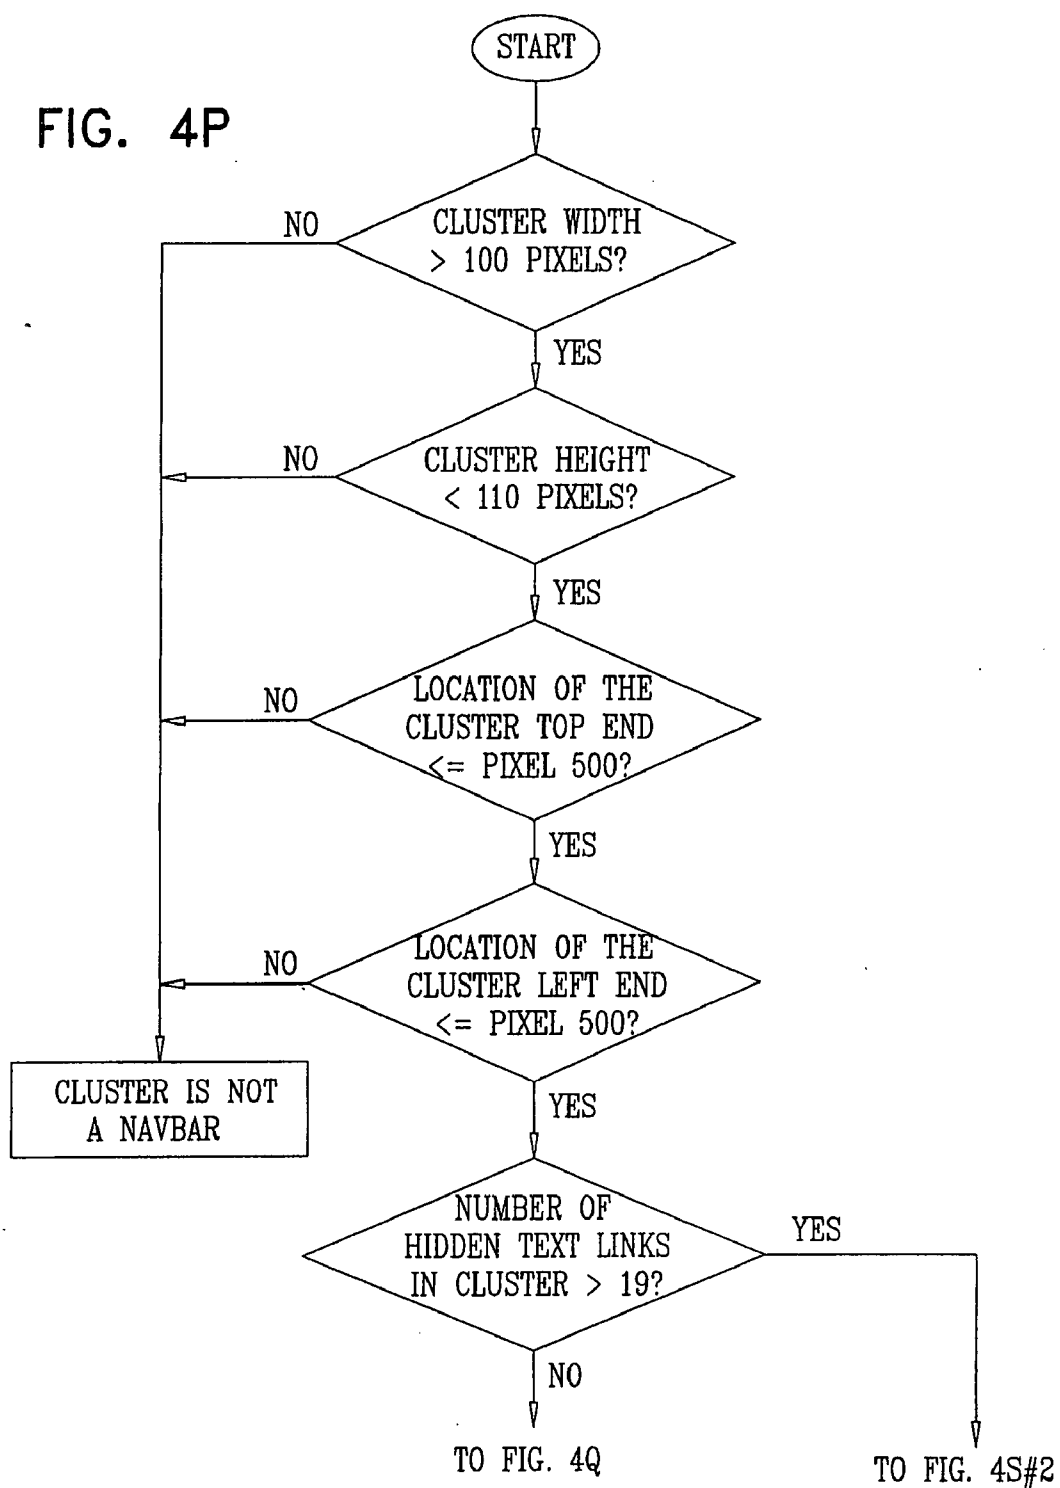 START
FIG. 4P
CLUSTER WIDTH
> 100 PIXELS?
NO
YES
CLUSTER HEIGHT
< 110 PIXELS?
NO
YES
LOCATION OF THE
CLUSTER TOP END
<= PIXEL 500?
NO
YES
LOCATION OF THE
CLUSTER LEFT END
<= PIXEL 500?
NO
YES
CLUSTER IS NOT
A NAVBAR
NUMBER OF
HIDDEN TEXT LINKS
IN CLUSTER > 19?
YES
NO
TO FIG. 4Q
TO FIG. 4S#2